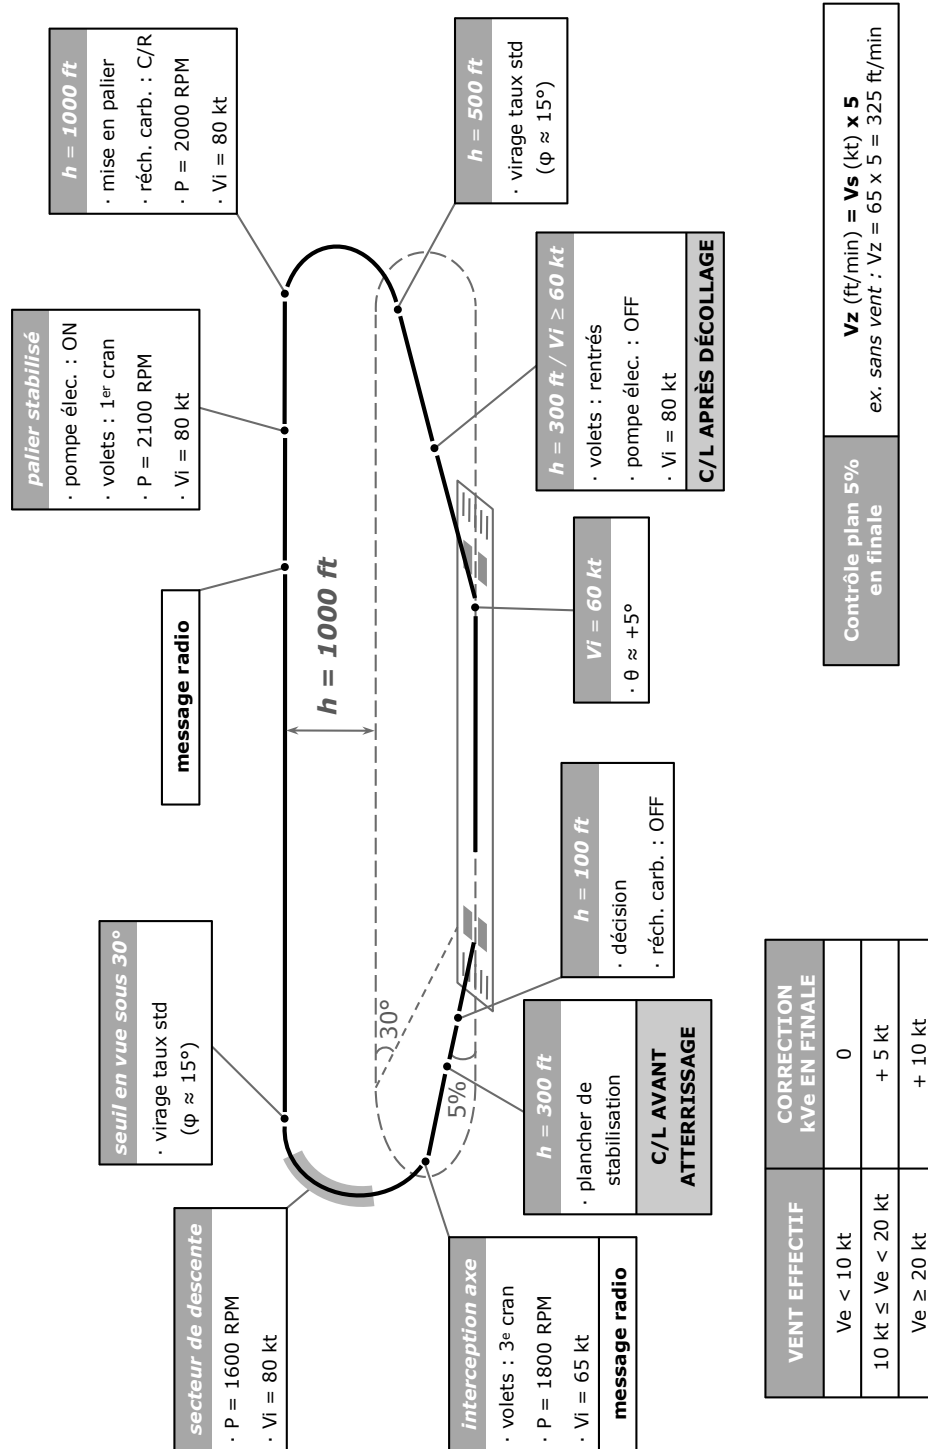 secteur de descente
· P = 1600 RPM
· Vi = 80 kt
seuil en vue sous 30°
· virage taux std
(φ ≈ 15°)
message radio
palier stabilisé
· pompe élec. : ON
· volets : 1er cran
· P = 2100 RPM
· Vi = 80 kt
h = 1000 ft
· mise en palier
· réch. carb. : C/R
· P = 2000 RPM
· Vi = 80 kt
h = 1000 ft
30°
5%
interception axe
· volets : 3e cran
· P = 1800 RPM
· Vi = 65 kt
message radio
h = 300 ft
· plancher de
stabilisation
C/L AVANT
ATTERRISSAGE
h = 100 ft
· décision
· réch. carb. : OFF
Vi = 60 kt
· θ ≈ +5°
h = 300 ft / Vi ≥ 60 kt
· volets : rentrés
· pompe élec. : OFF
· Vi = 80 kt
C/L APRÈS DÉCOLLAGE
h = 500 ft
· virage taux std
(φ ≈ 15°)
VENT EFFECTIF
CORRECTION
kVe EN FINALE
Ve < 10 kt
0
10 kt ≤ Ve < 20 kt
+ 5 kt
Ve ≥ 20 kt
+ 10 kt
Contrôle plan 5%
en finale
Vz (ft/min) = Vs (kt) x 5
ex. sans vent : Vz = 65 x 5 = 325 ft/min